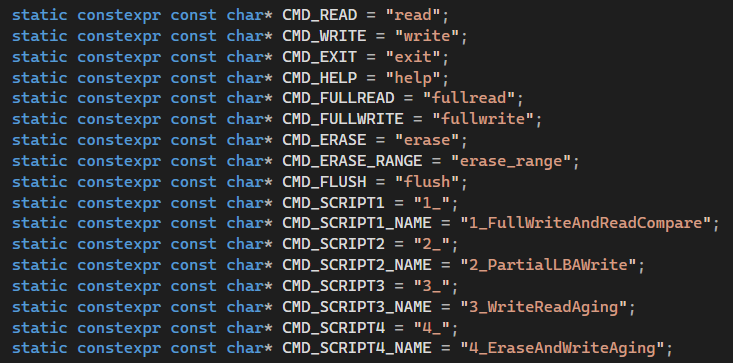 static constexpr const char* CMD_READ = "read";
static constexpr const char* CMD_WRITE = "write";
static constexpr const char* CMD_EXIT = "exit";
static constexpr const char* CMD_HELP = "help";
static constexpr const char* CMD_FULLREAD = "fullread";
static constexpr const char* CMD_FULLWRITE = "fullwrite";
static constexpr const char* CMD_ERASE = "erase";
static constexpr const char* CMD_ERASE_RANGE = "erase_range";
static constexpr const char* CMD_FLUSH = "flush";
static constexpr const char* CMD_SCRIPT1 = "1_";
static constexpr const char* CMD_SCRIPT1_NAME = "1_FullWriteAndReadCompare";
static constexpr const char* CMD_SCRIPT2 = "2_";
static constexpr const char* CMD_SCRIPT2_NAME = "2_PartialLBAWrite";
static constexpr const char* CMD_SCRIPT3 = "3_";
static constexpr const char* CMD_SCRIPT3_NAME = "3_WriteReadAging";
static constexpr const char* CMD_SCRIPT4 = "4_";
static constexpr const char* CMD_SCRIPT4_NAME = "4_EraseAndWriteAging";